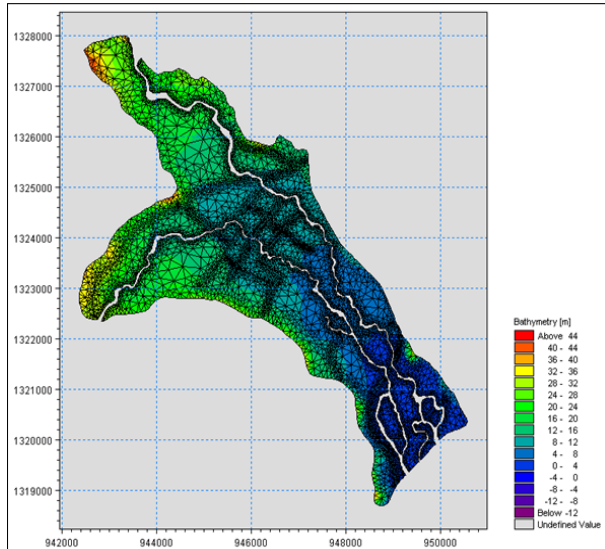 1328000
1327000
1326000
1325000
1324000
1323000
1322000
1321000
1320000
1319000
942000 944000 946000 948000 950000
Bathymetry [m]
Above 44
40 - 44
36 - 40
32 - 36
28 - 32
24 - 28
20 - 24
16 - 20
12 - 16
8 - 12
4 - 8
0 - 4
-4 - 0
-8 - -4
-12 - -8
Below -12
Undefined Value